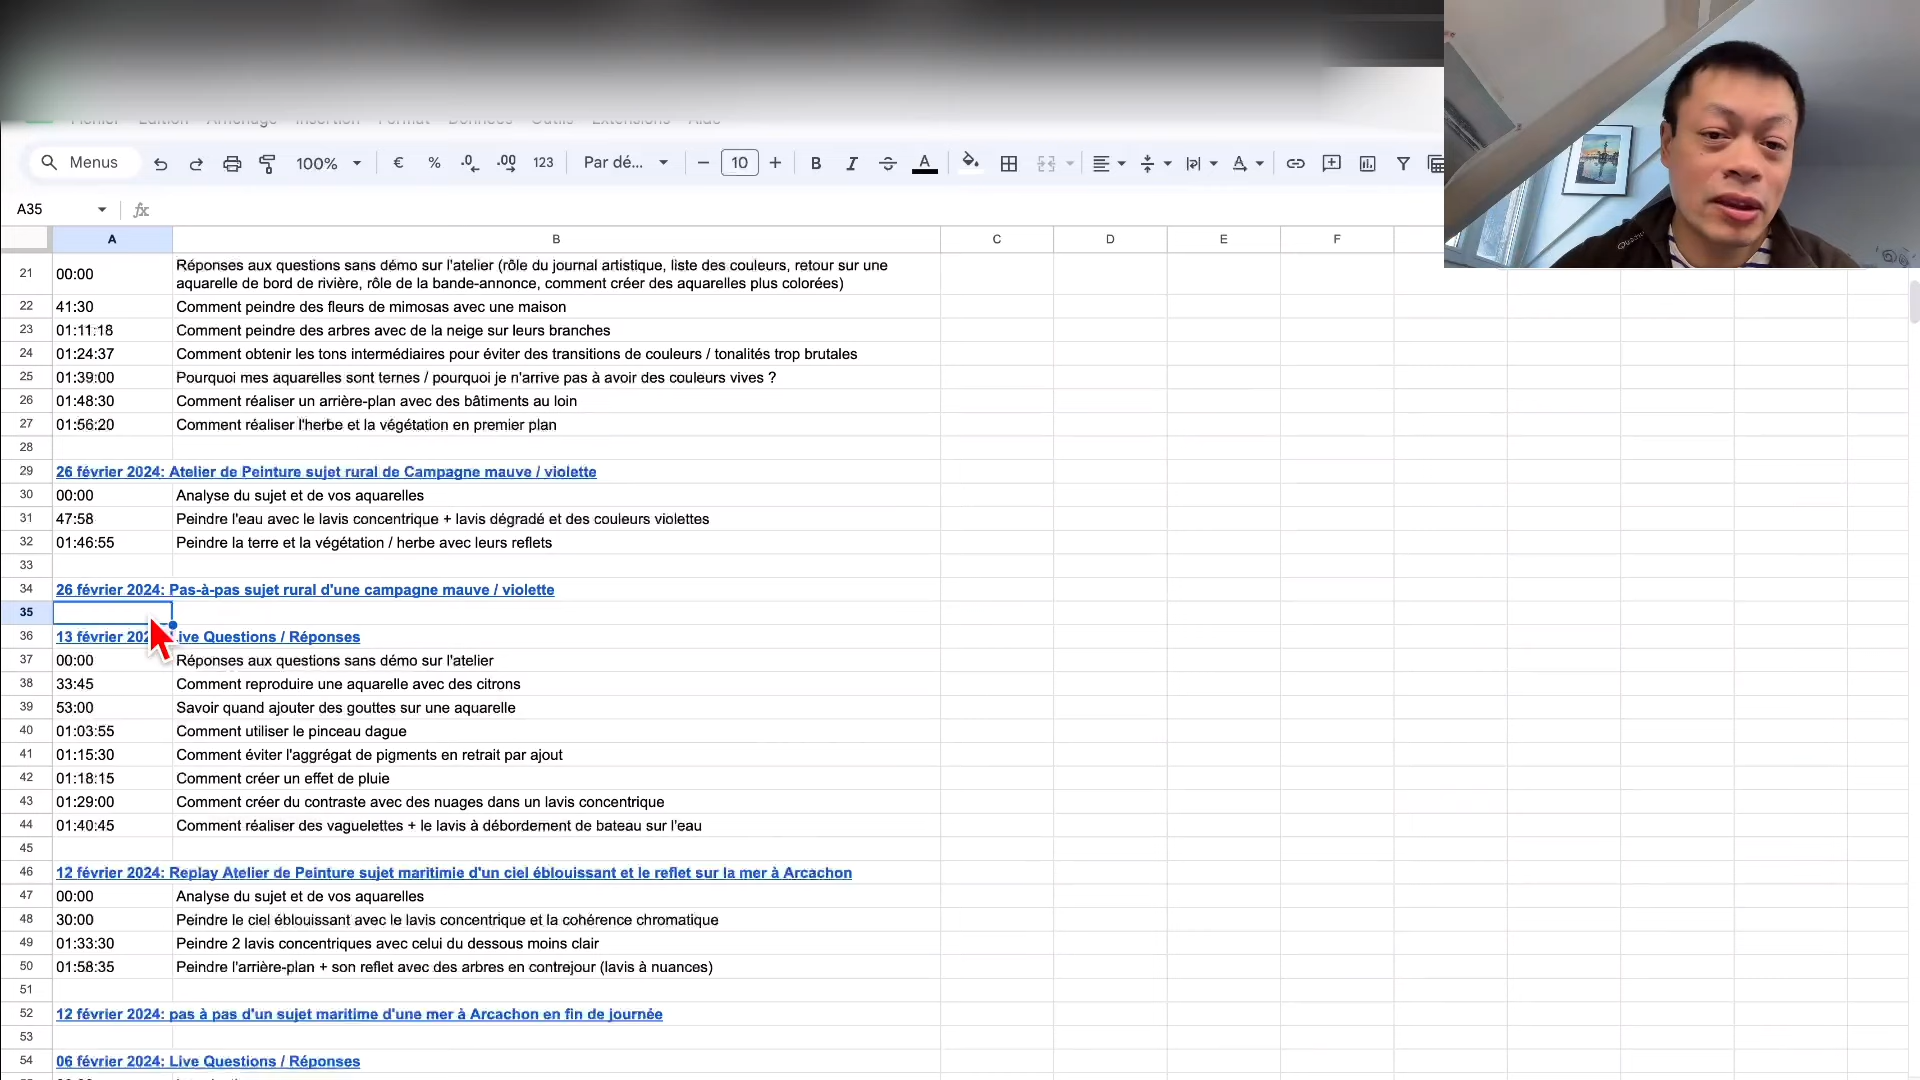 Fichier Édition Affichage Insertion Format Données Outils Extensions Aide
Menus 100% € % .0 .00 123 Par dé... 10 B I A
A35 fx
A B C D E F
21 00:00 Réponses aux questions sans démo sur l'atelier (rôle du journal artistique, liste des couleurs, retour sur une
aquarelle de bord de rivière, rôle de la bande-annonce, comment créer des aquarelles plus colorées)
22 41:30 Comment peindre des fleurs de mimosas avec une maison
23 01:11:18 Comment peindre des arbres avec de la neige sur leurs branches
24 01:24:37 Comment obtenir les tons intermédiaires pour éviter des transitions de couleurs / tonalités trop brutales
25 01:39:00 Pourquoi mes aquarelles sont ternes / pourquoi je n'arrive pas à avoir des couleurs vives ?
26 01:48:30 Comment réaliser un arrière-plan avec des bâtiments au loin
27 01:56:20 Comment réaliser l'herbe et la végétation en premier plan
28
29 26 février 2024: Atelier de Peinture sujet rural de Campagne mauve / violette
30 00:00 Analyse du sujet et de vos aquarelles
31 47:58 Peindre l'eau avec le lavis concentrique + lavis dégradé et des couleurs violettes
32 01:46:55 Peindre la terre et la végétation / herbe avec leurs reflets
33
34 26 février 2024: Pas-à-pas sujet rural d'une campagne mauve / violette
35
36 13 février 202 ive Questions / Réponses
37 00:00 Réponses aux questions sans démo sur l'atelier
38 33:45 Comment reproduire une aquarelle avec des citrons
39 53:00 Savoir quand ajouter des gouttes sur une aquarelle
40 01:03:55 Comment utiliser le pinceau dague
41 01:15:30 Comment éviter l'aggrégat de pigments en retrait par ajout
42 01:18:15 Comment créer un effet de pluie
43 01:29:00 Comment créer du contraste avec des nuages dans un lavis concentrique
44 01:40:45 Comment réaliser des vaguelettes + le lavis à débordement de bateau sur l'eau
45
46 12 février 2024: Replay Atelier de Peinture sujet maritimie d'un ciel éblouissant et le reflet sur la mer à Arcachon
47 00:00 Analyse du sujet et de vos aquarelles
48 30:00 Peindre le ciel éblouissant avec le lavis concentrique et la cohérence chromatique
49 01:33:30 Peindre 2 lavis concentriques avec celui du dessous moins clair
50 01:58:35 Peindre l'arrière-plan + son reflet avec des arbres en contrejour (lavis à nuances)
51
52 12 février 2024: pas à pas d'un sujet maritime d'une mer à Arcachon en fin de journée
53
54 06 février 2024: Live Questions / Réponses